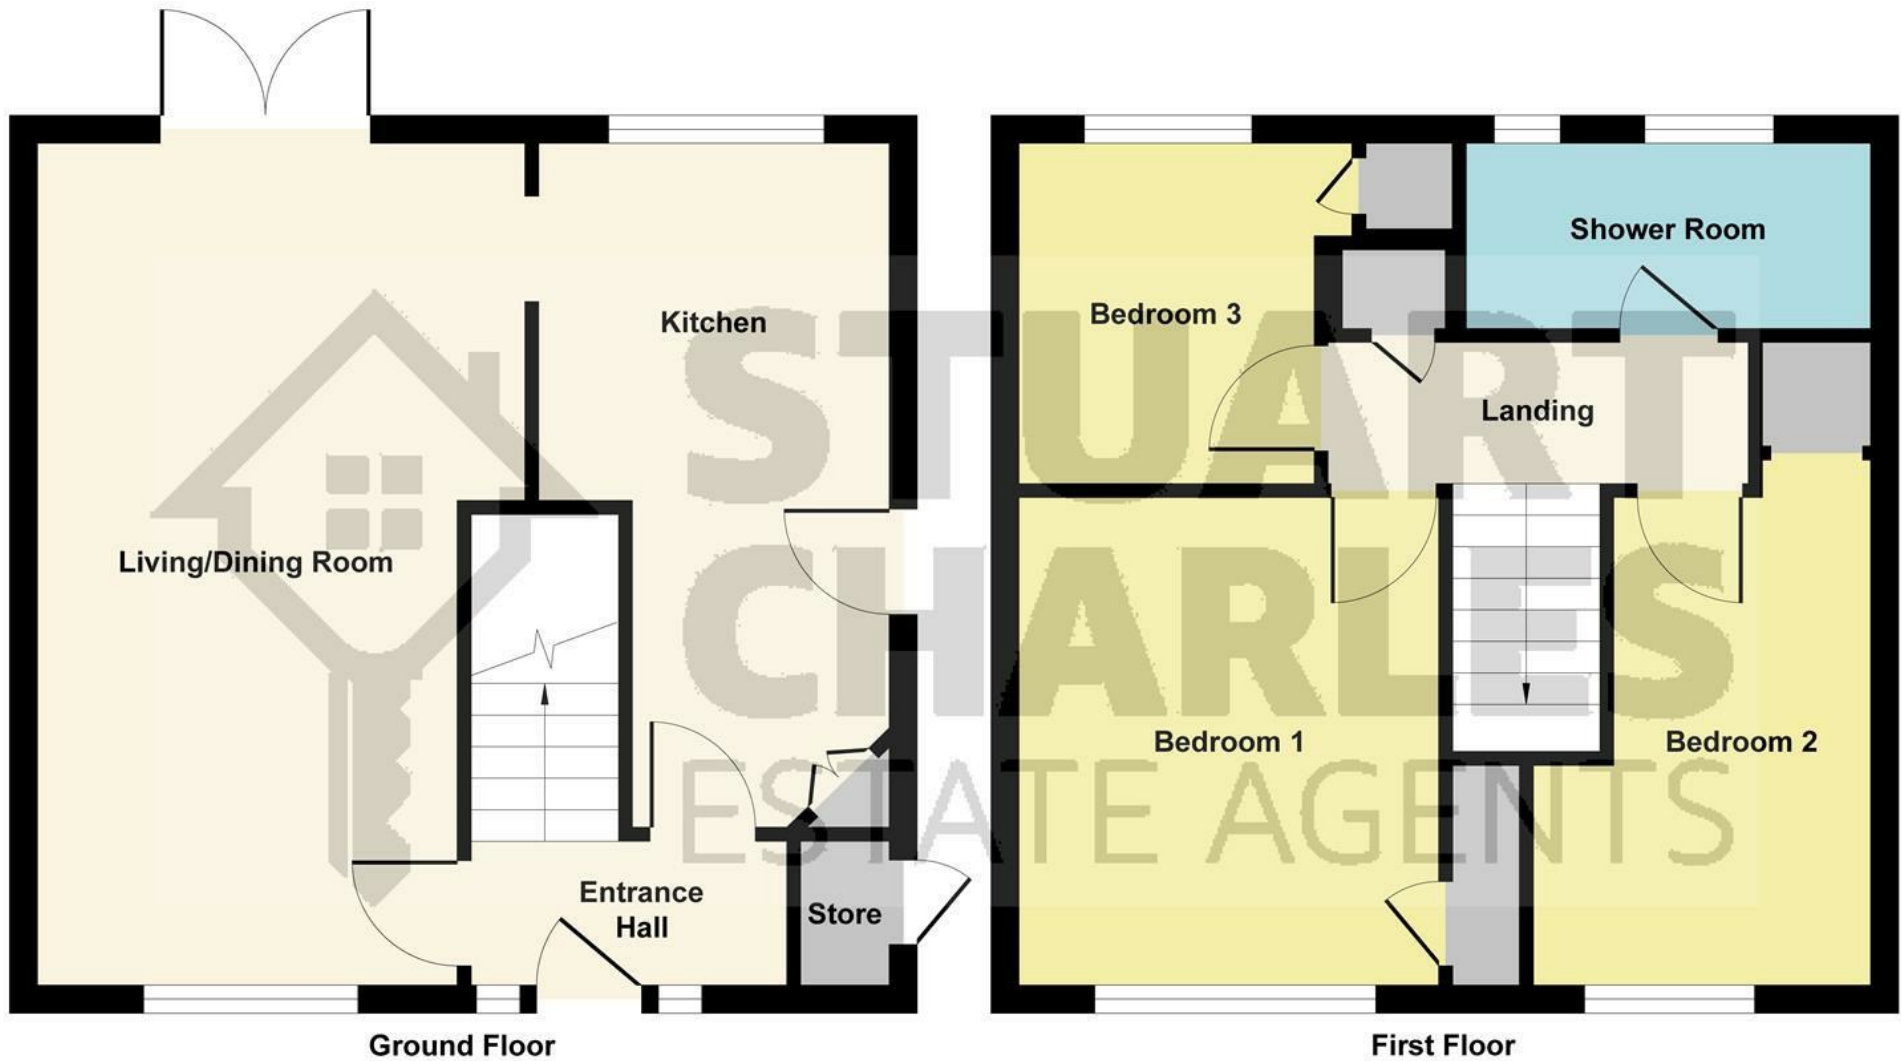 Living/Dining Room
Kitchen
Entrance
Hall
Store
Ground Floor
Bedroom 3
Shower Room
Landing
Bedroom 1
Bedroom 2
First Floor
STUART
CHARLES
ESTATE AGENTS